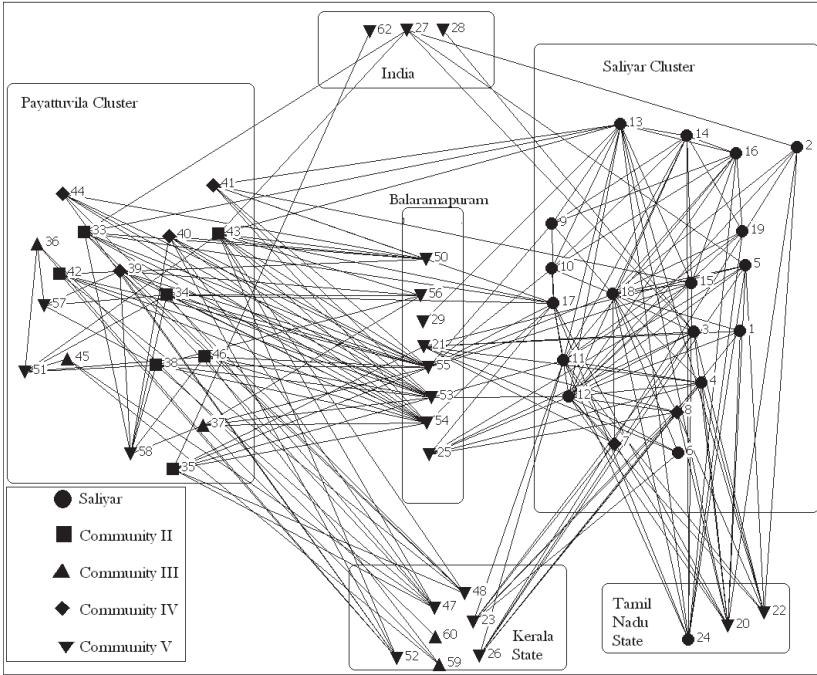 62 27 28
India
Saliyar Cluster
Payattuvila Cluster
13
14
16
2
41
44
Balaramapuram
9
33 40 43
19
36
50
5
42 39
10
15
34
56
18
17
57
29
3 1
21
45 46
11
38
55
51
4
53
12
37
54
8
7
58
25
6
35
Saliyar
Community II
Community III
Community IV
Community V
48
47
23
60
Kerala
State
52 59 26
Tamil
Nadu
State
22
20
24